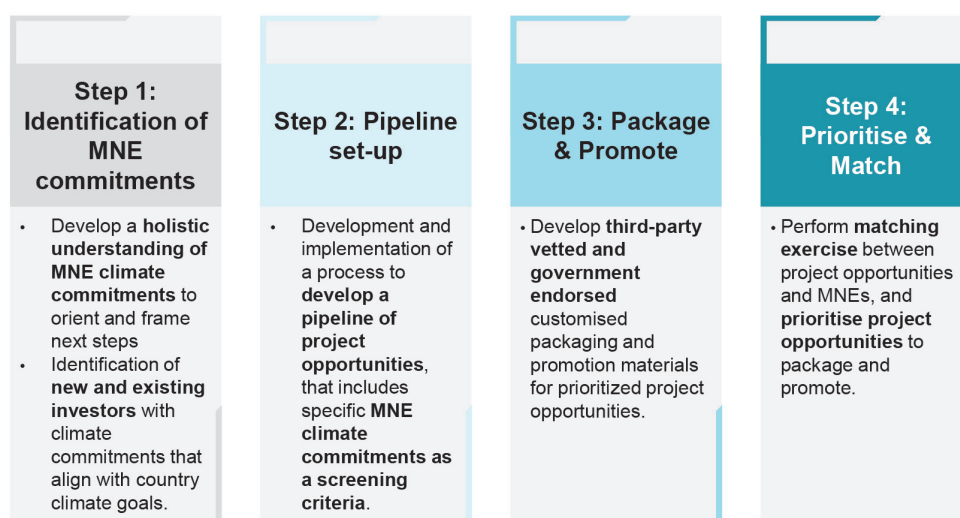 Step 1:
Identification of
MNE
commitments
• Develop a holistic
understanding of
MNE climate
commitments to
orient and frame
next steps
• Identification of
new and existing
investors with
climate
commitments that
align with country
climate goals.
Step 2: Pipeline
set-up
• Development and
implementation of
a process to
develop a
pipeline of
project
opportunities,
that includes
specific MNE
climate
commitments as
a screening
criteria.
Step 3: Package
& Promote
• Develop third-party
vetted and
government
endorsed
customised
packaging and
promotion materials
for prioritized project
opportunities.
Step 4:
Prioritise &
Match
• Perform matching
exercise between
project opportunities
and MNEs, and
prioritise project
opportunities to
package and
promote.